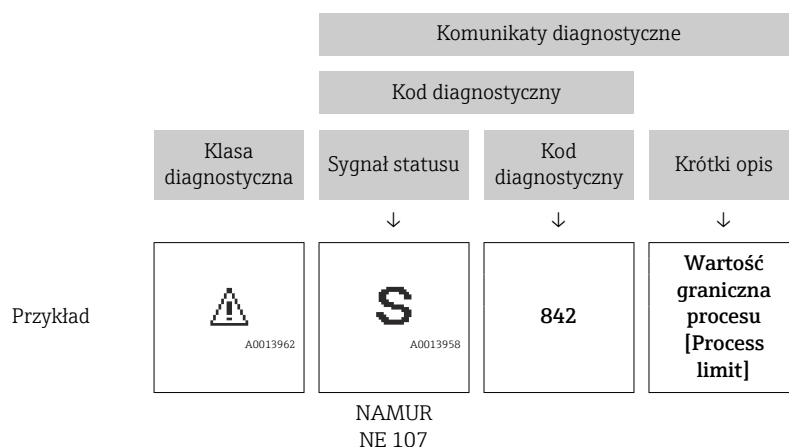 Komunikaty diagnostyczne
Kod diagnostyczny
Klasa
diagnostyczna
Sygnał statusu
Kod
diagnostyczny
Krótki opis
↓
↓
↓
Przykład
A0013962
S
A0013958
842
Wartość
graniczna
procesu
[Process
limit]
NAMUR
NE 107